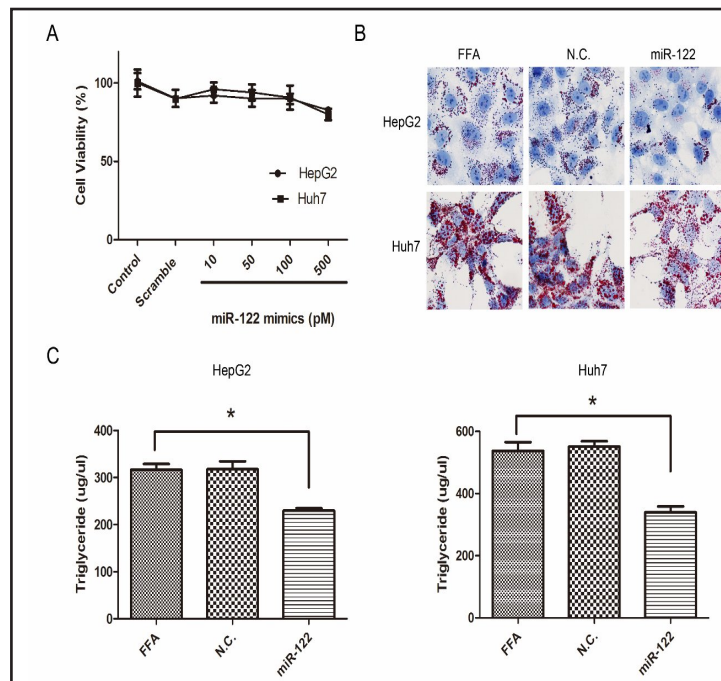 A
Cell Viability (%)
100
50
0
HepG2
Huh7
Control
Scramble
10
50
100
500
miR-122 mimics (pM)
B
FFA
N.C.
miR-122
HepG2
Huh7
C
HepG2
*
Triglyceride (ug/ul)
400
300
200
100
0
FFA
N.C.
miR-122
Huh7
*
Triglyceride (ug/ul)
600
400
200
0
FFA
N.C.
miR-122